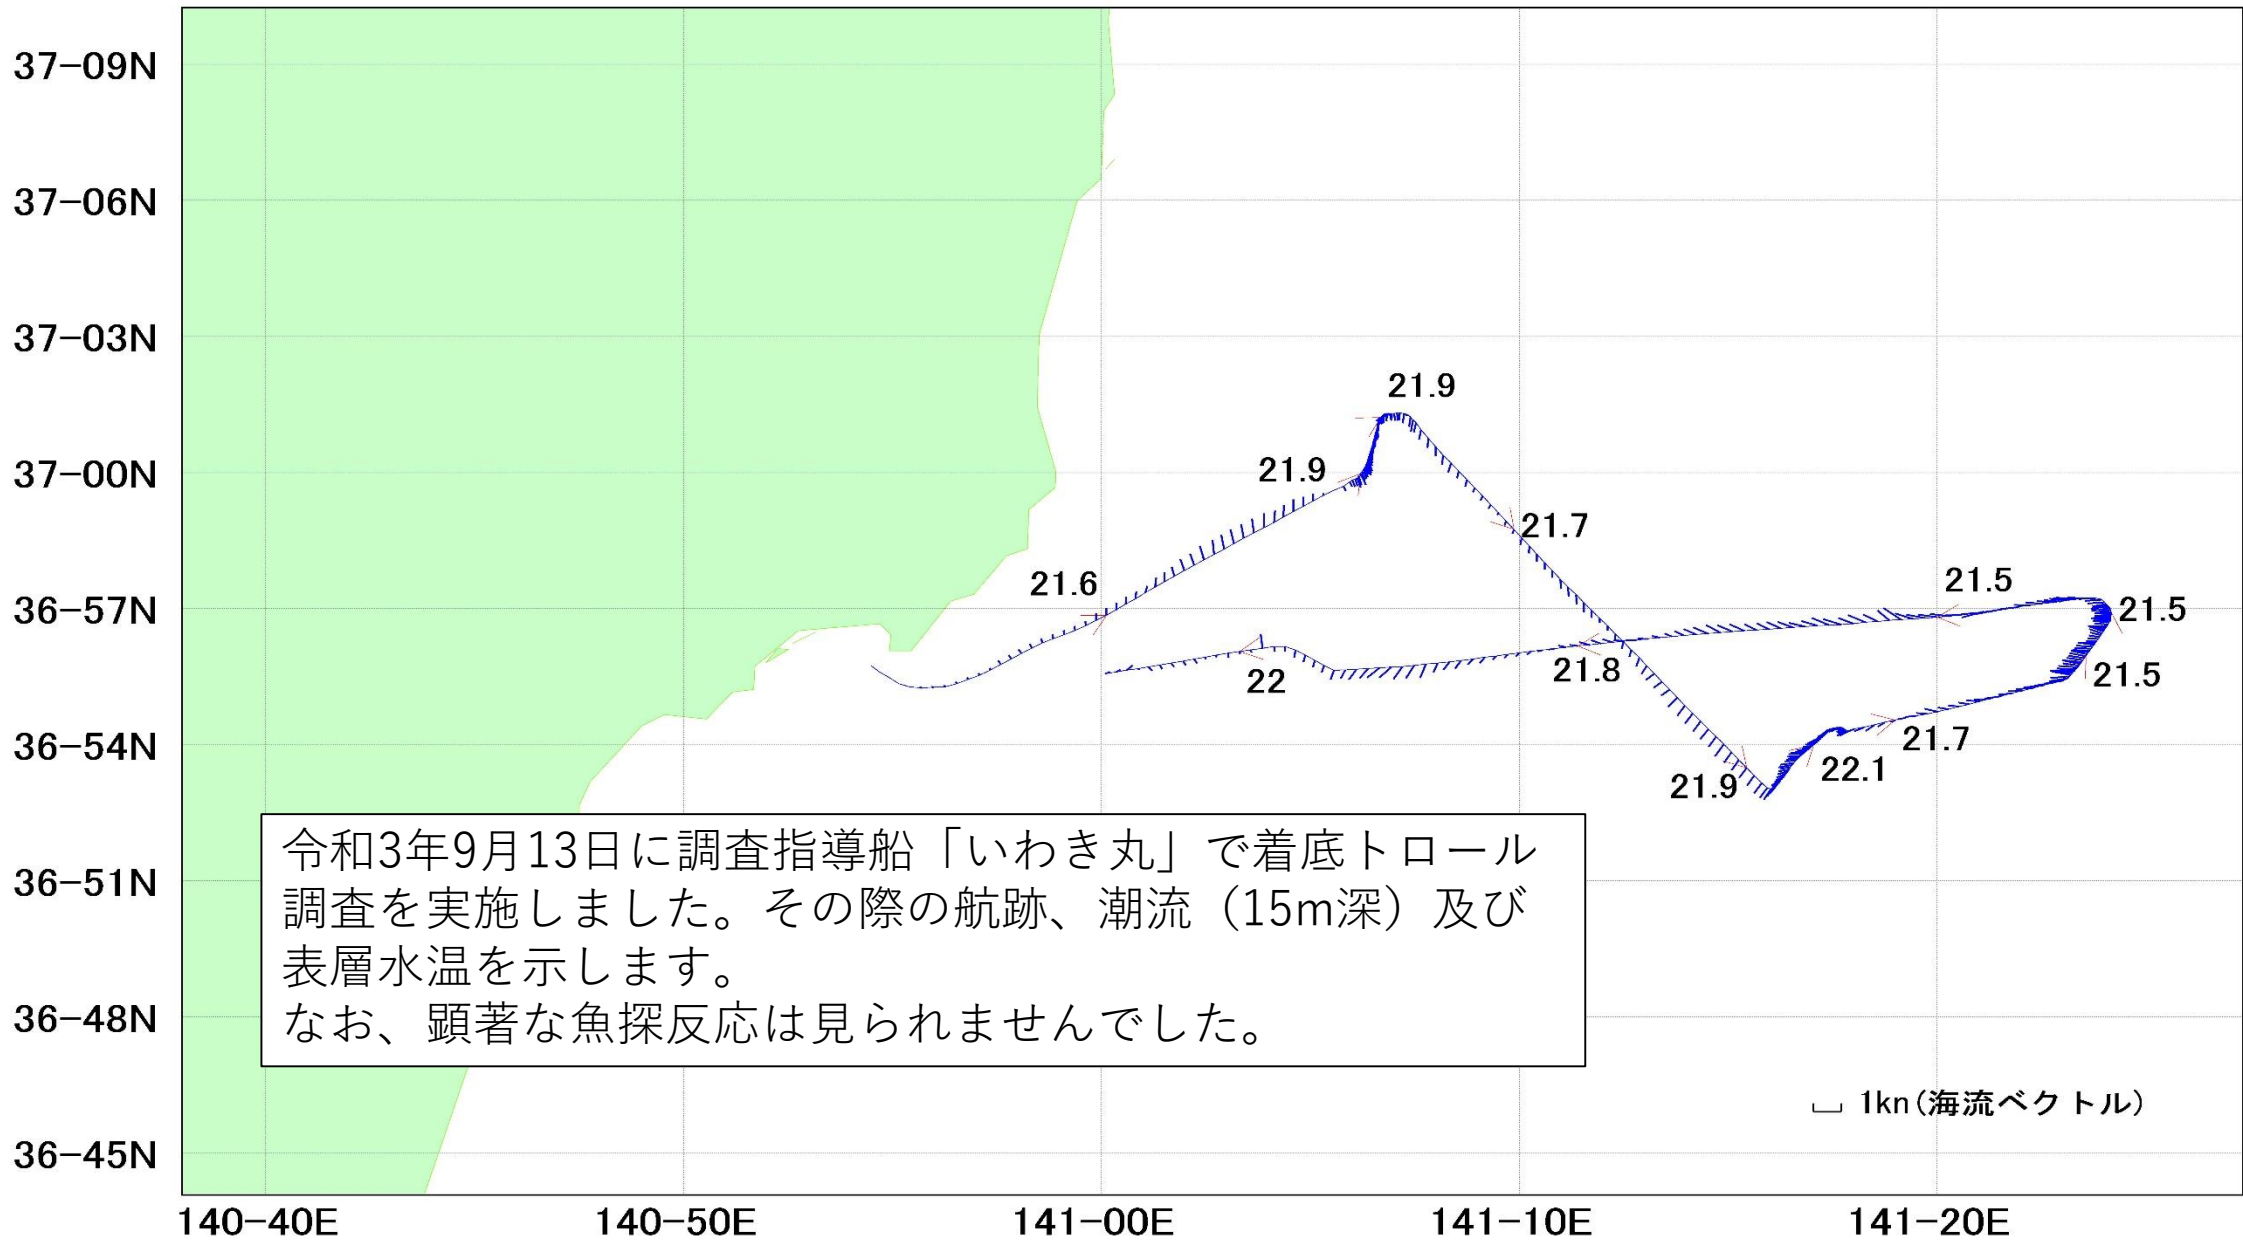 37-09N
37-06N
37-03N
21.9
37-00N
21.9
21.7
36-57N
21.6
21.5
21.5
22
21.8
21.5
36-54N
21.9
22.1
21.7
36-51N
36-48N
36-45N
令和3年9月13日に調査指導船「いわき丸」で着底トロール
調査を実施しました。その際の航跡、潮流（15m深）及び
表層水温を示します。
なお、顕著な魚探反応は見られませんでした。
1kn(海流ベクトル)
140-40E 140-50E 141-00E 141-10E 141-20E